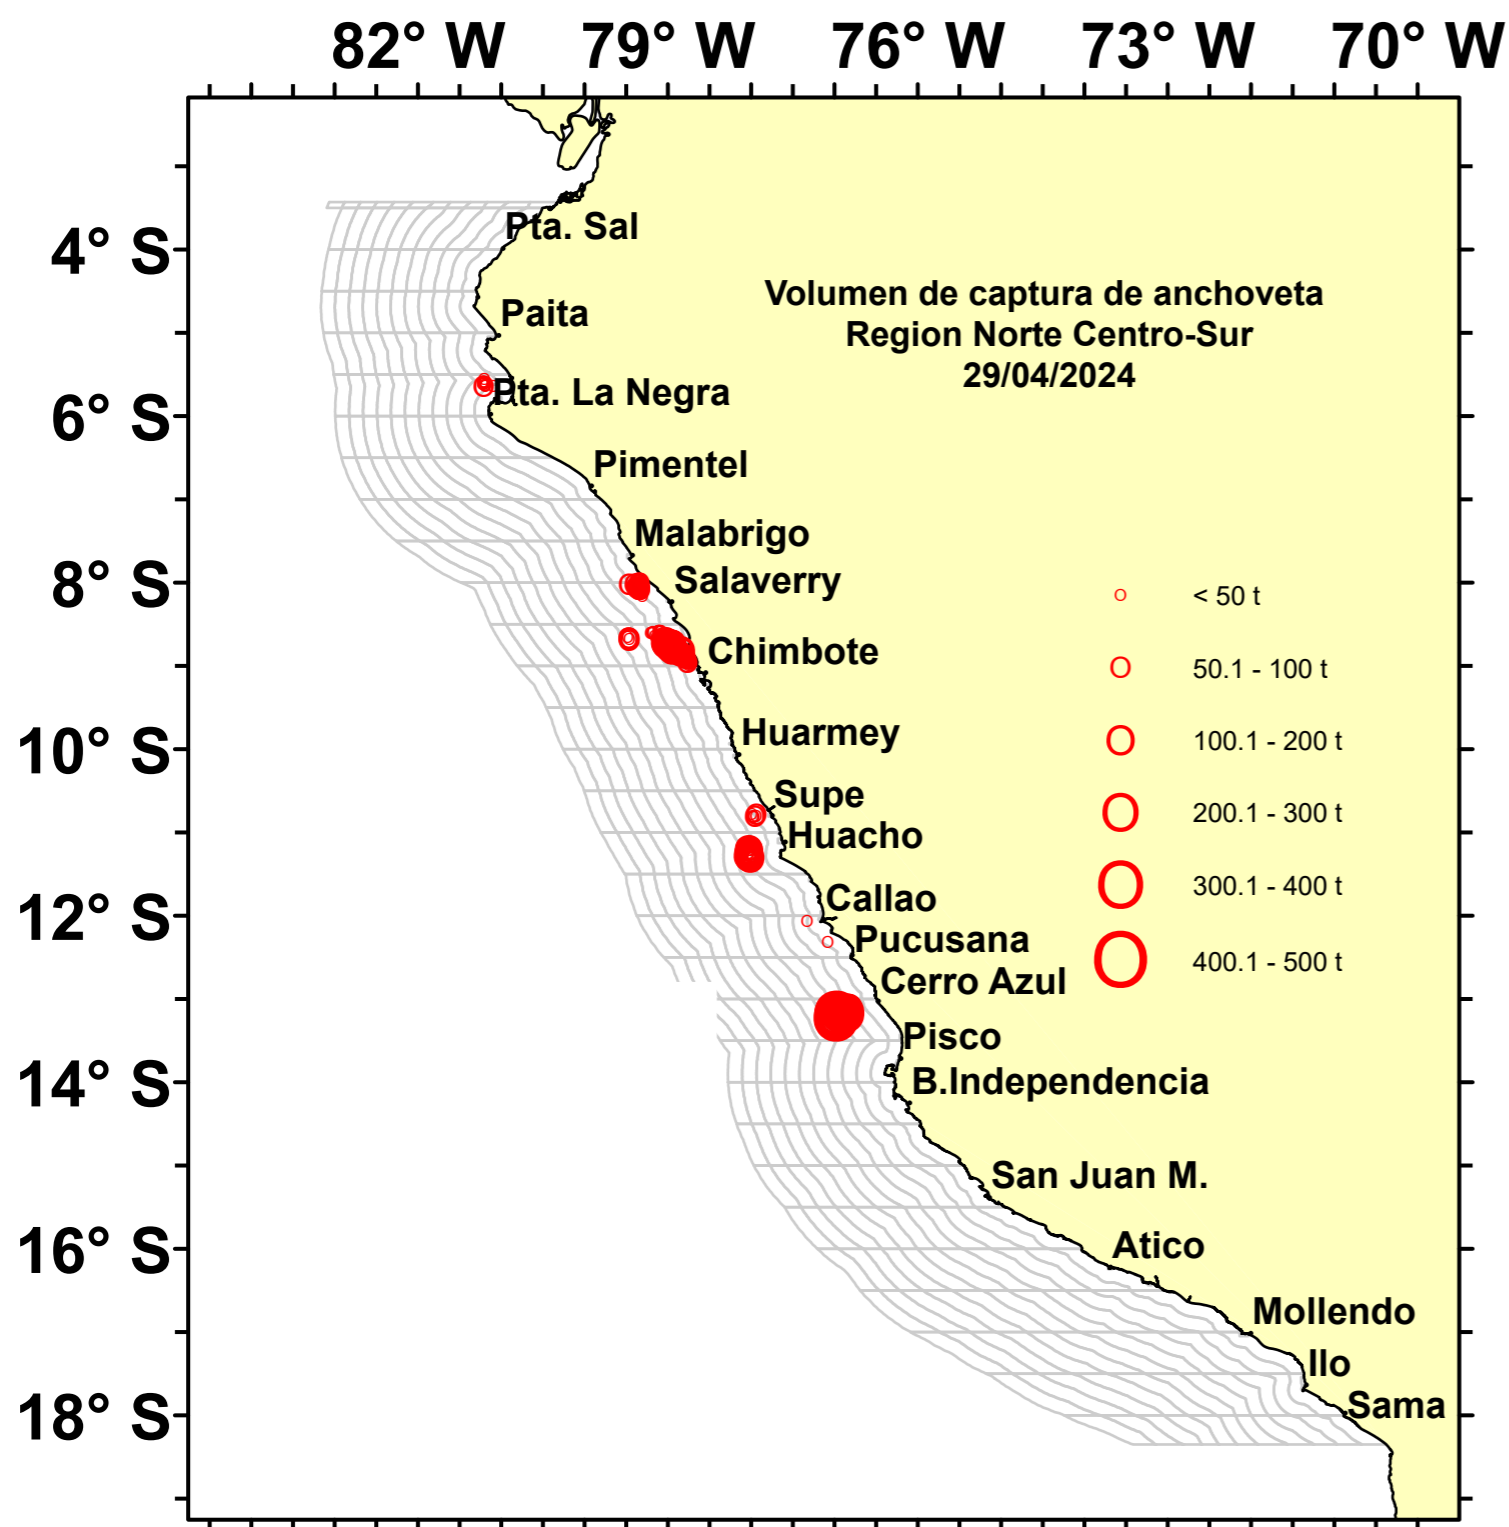 82° W 79° W 76° W 73° W 70° W
Pta. Sal
4° S
Volumen de captura de anchoveta
Region Norte Centro-Sur
29/04/2024
Paita
Pta. La Negra
6° S
Pimentel
Malabrigo
8° S
Salaverry
< 50 t
Chimbote
50.1 - 100 t
10° S
Huarmey
100.1 - 200 t
Supe
200.1 - 300 t
Huacho
300.1 - 400 t
12° S
Callao
Pucusana
400.1 - 500 t
Cerro Azul
Pisco
14° S
B.Independencia
San Juan M.
16° S
Atico
Mollendo
Ilo
18° S
Sama